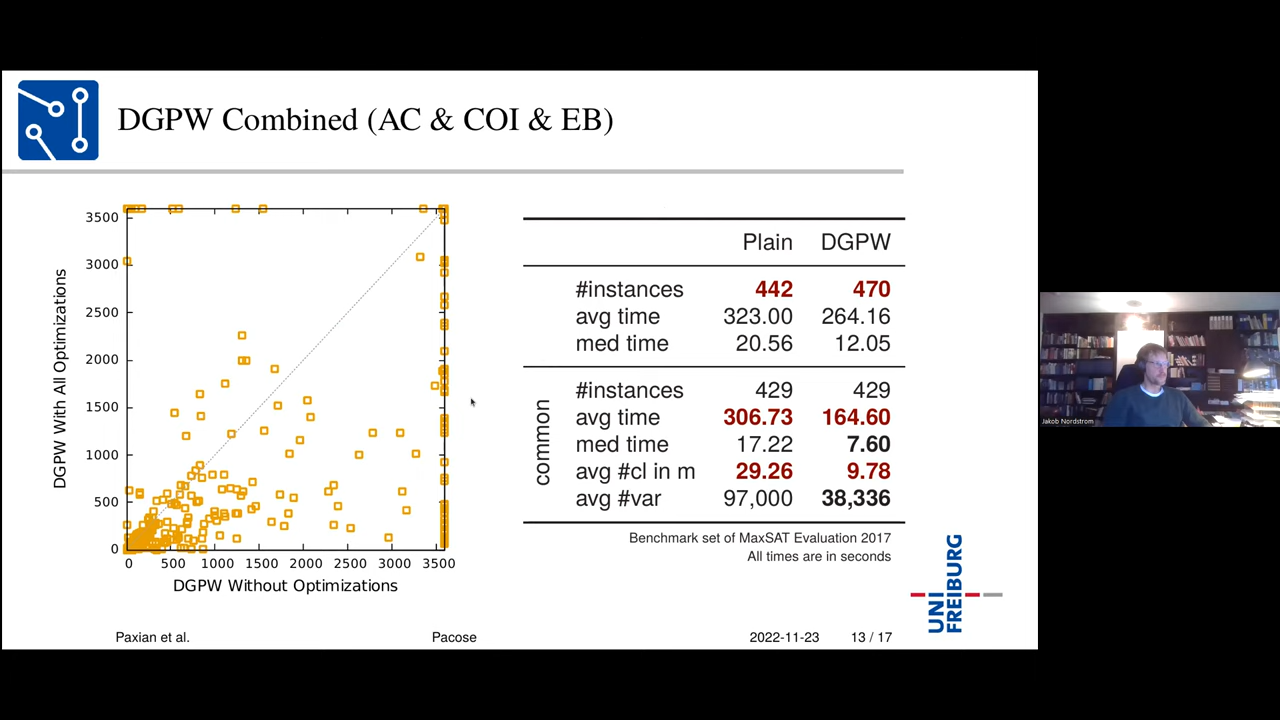 DGPW Combined (AC & COI & EB)
DGPW With All Optimizations
3500
3000
2500
2000
1500
1000
500
0
0 500 1000 1500 2000 2500 3000 3500
DGPW Without Optimizations
Plain DGPW
#instances 442 470
avg time 323.00 264.16
med time 20.56 12.05
common
#instances 429 429
avg time 306.73 164.60
med time 17.22 7.60
avg #cl in m 29.26 9.78
avg #var 97,000 38,336
Benchmark set of MaxSAT Evaluation 2017
All times are in seconds
UNI
FREIBURG
Paxian et al. Pacose 2022-11-23 13 / 17
Jakob Nordstrom